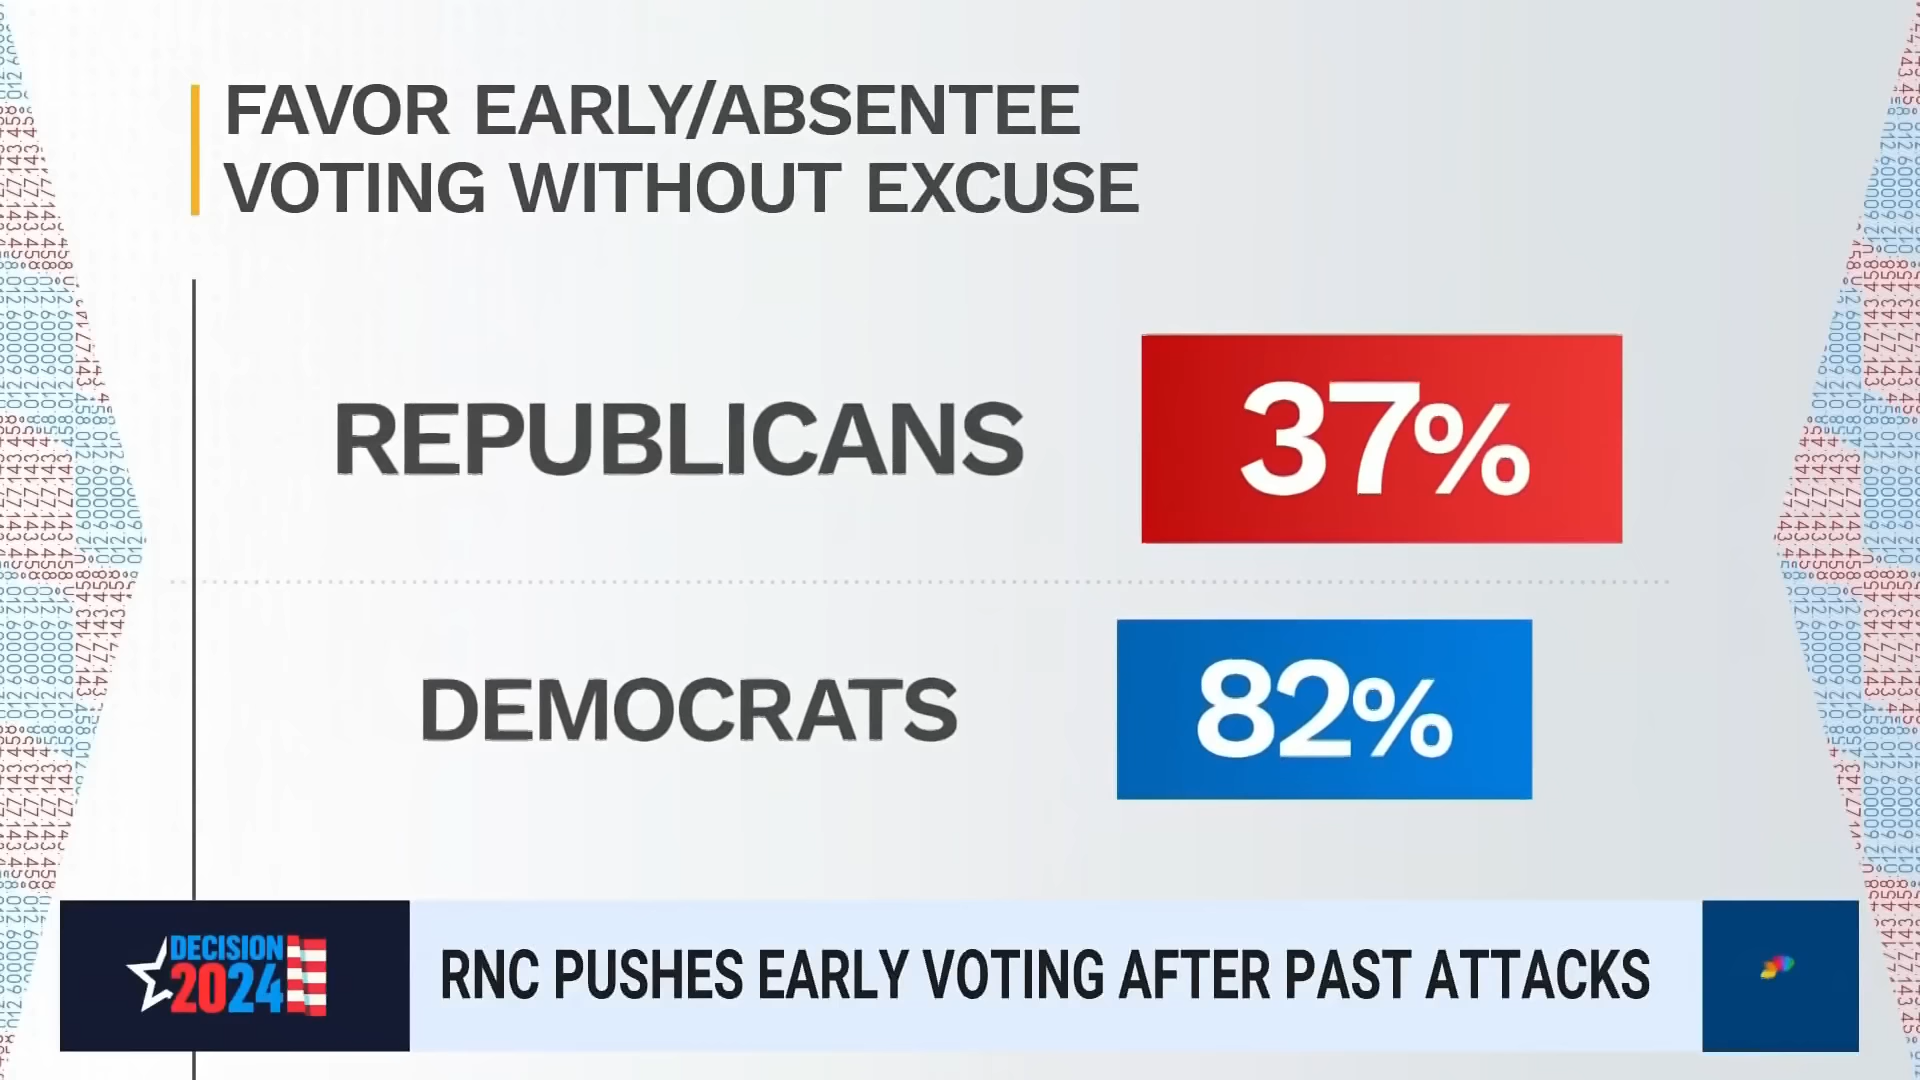 FAVOR EARLY/ABSENTEE
VOTING WITHOUT EXCUSE
REPUBLICANS 37%
DEMOCRATS 82%
DECISION
2024
RNC PUSHES EARLY VOTING AFTER PAST ATTACKS